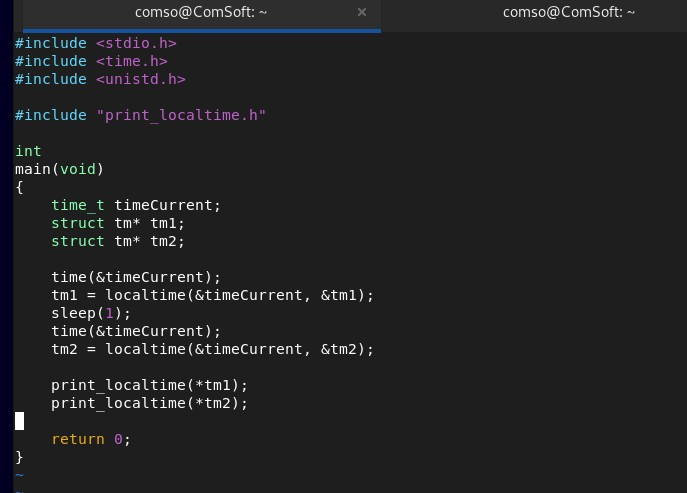 comso@ComSoft: ~ × comso@ComSoft: ~
#include <stdio.h>
#include <time.h>
#include <unistd.h>
#include "print_localtime.h"
int
main(void)
{
    time_t timeCurrent;
    struct tm* tm1;
    struct tm* tm2;
    time(&timeCurrent);
    tm1 = localtime(&timeCurrent, &tm1);
    sleep(1);
    time(&timeCurrent);
    tm2 = localtime(&timeCurrent, &tm2);
    print_localtime(*tm1);
    print_localtime(*tm2);
    return 0;
}
~
~